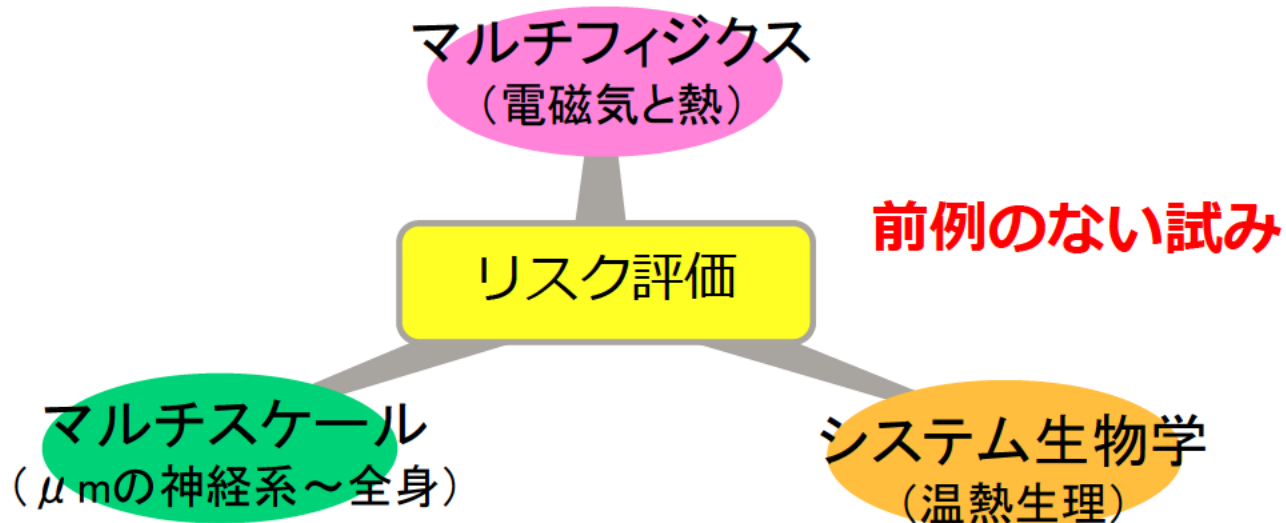 マルチフィジクス
（電磁気と熱）
前例のない試み
リスク評価
マルチスケール
（μmの神経系～全身）
システム生物学
（温熱生理）